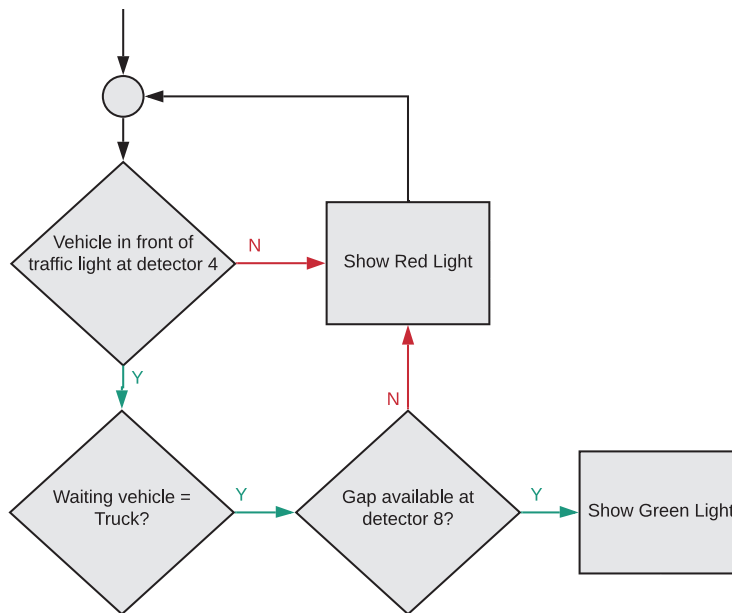 Vehicle in front of
traffic light at detector 4
N
Show Red Light
Y
N
Waiting vehicle =
Truck?
Y
Gap available at
detector 8?
Y
Show Green Light